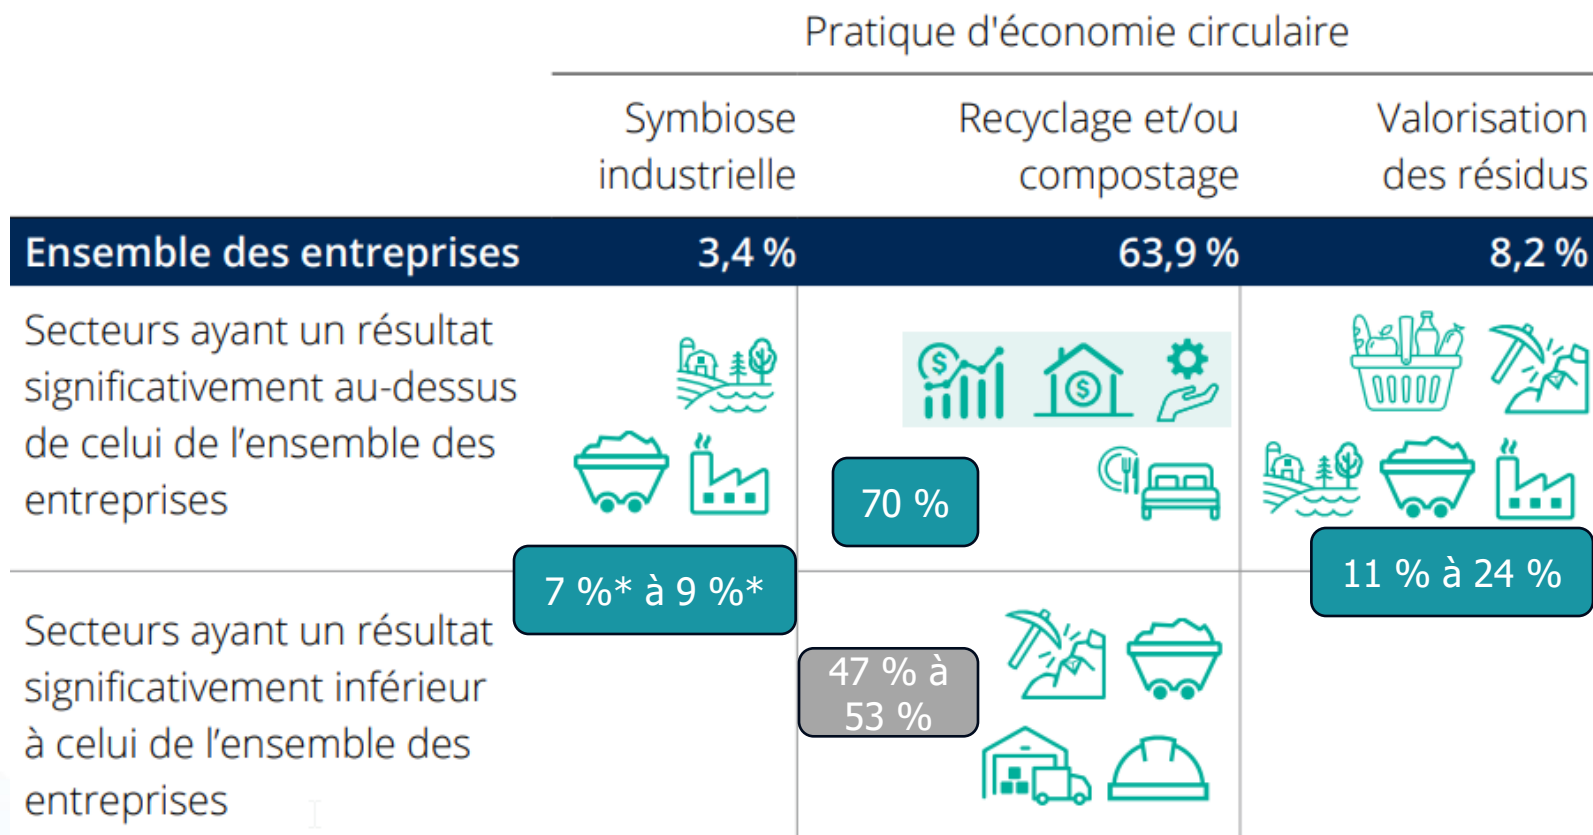 Pratique d'économie circulaire
Symbiose
industrielle
Recyclage et/ou
compostage
Valorisation
des résidus
Ensemble des entreprises 3,4 % 63,9 % 8,2 %
Secteurs ayant un résultat
significativement au-dessus
de celui de l’ensemble des
entreprises
7 %* à 9 %*
70 %
11 % à 24 %
Secteurs ayant un résultat
significativement inférieur
à celui de l’ensemble des
entreprises
47 % à
53 %